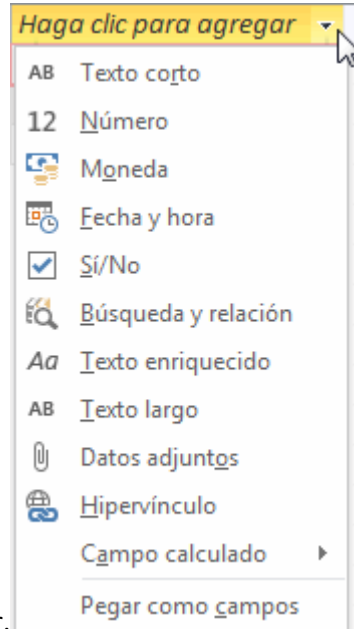 Haga clic para agregar
AB Texto corto
12 Número
Moneda
Fecha y hora
Sí/No
Búsqueda y relación
Aa Texto enriquecido
AB Texto largo
Datos adjuntos
Hipervínculo
Campo calculado
Pegar como campos